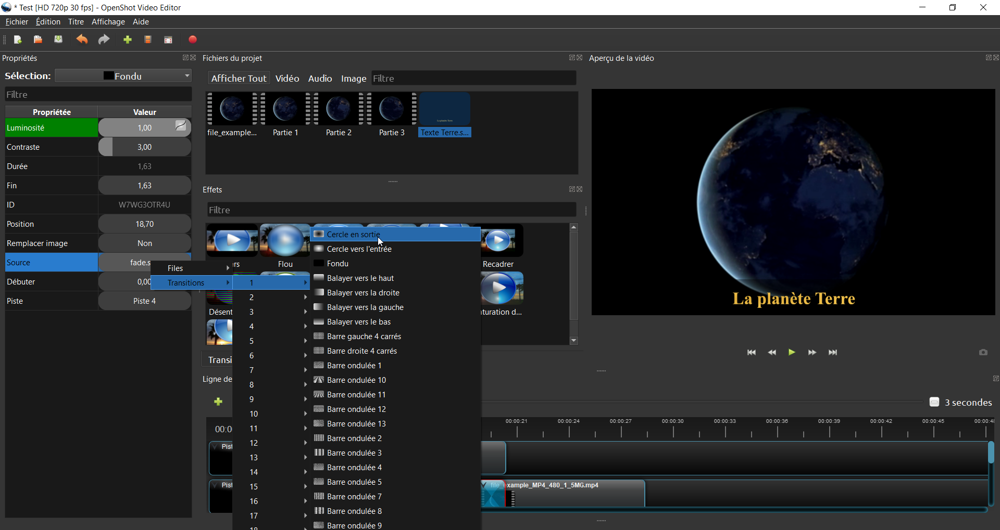 * Test [HD 720p 30 fps] - OpenShot Video Editor
Fichier Édition Titre Affichage Aide
Propriétés
Sélection: Fondu
Filtre
Propriétée Valeur
Luminosité 1,00
Contraste 3,00
Durée 1,63
Fin 1,63
ID W7WG3OTR4U
Position 18,70
Remplacer image Non
Source fade.s
Débuter 0,00
Piste Piste 4
Files
Transitions
1
2
3
4
5
6
7
8
9
10
11
12
13
14
15
16
17
18
Cercle en sortie
Cercle vers l'entrée
Fondu
Balayer vers le haut
Balayer vers la droite
Balayer vers la gauche
Balayer vers le bas
Barre gauche 4 carrés
Barre droite 4 carrés
Barre ondulée 1
Barre ondulée 10
Barre ondulée 11
Barre ondulée 12
Barre ondulée 13
Barre ondulée 2
Barre ondulée 3
Barre ondulée 4
Barre ondulée 5
Barre ondulée 7
Barre ondulée 8
Barre ondulée 9
Fichiers du projet
Afficher Tout Vidéo Audio Image Filtre
La planète Terre
file_example... Partie 1 Partie 2 Partie 3 Texte Terre.s...
Effets
Filtre
rs Flou Recadrer
Désent turation d...
Transi
Ligne de
3 secondes
00:0
00:00:21 00:00:24 00:00:27 00:00:30 00:00:33 00:00:36 00:00:39 00:00:42 00:00:45 00:00:48
Pist
Pist
file_example_MP4_480_1_5MG.mp4
Aperçu de la vidéo
La planète Terre